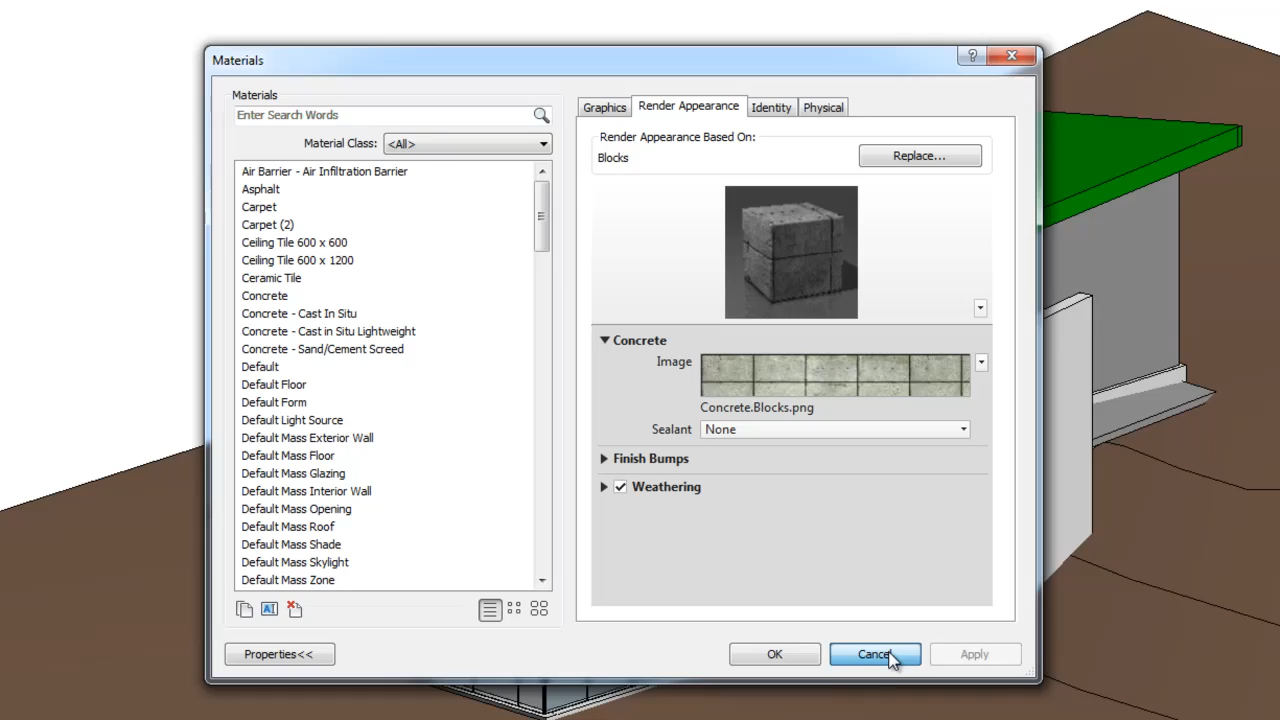 Materials
Materials
Enter Search Words
Material Class: <All>
Air Barrier - Air Infiltration Barrier
Asphalt
Carpet
Carpet (2)
Ceiling Tile 600 x 600
Ceiling Tile 600 x 1200
Ceramic Tile
Concrete
Concrete - Cast In Situ
Concrete - Cast in Situ Lightweight
Concrete - Sand/Cement Screed
Default
Default Floor
Default Form
Default Light Source
Default Mass Exterior Wall
Default Mass Floor
Default Mass Glazing
Default Mass Interior Wall
Default Mass Opening
Default Mass Roof
Default Mass Shade
Default Mass Skylight
Default Mass Zone
AI
Properties<<
Graphics Render Appearance Identity Physical
Render Appearance Based On:
Blocks Replace...
Concrete
Image
Concrete.Blocks.png
Sealant None
Finish Bumps
Weathering
OK Cancel Apply